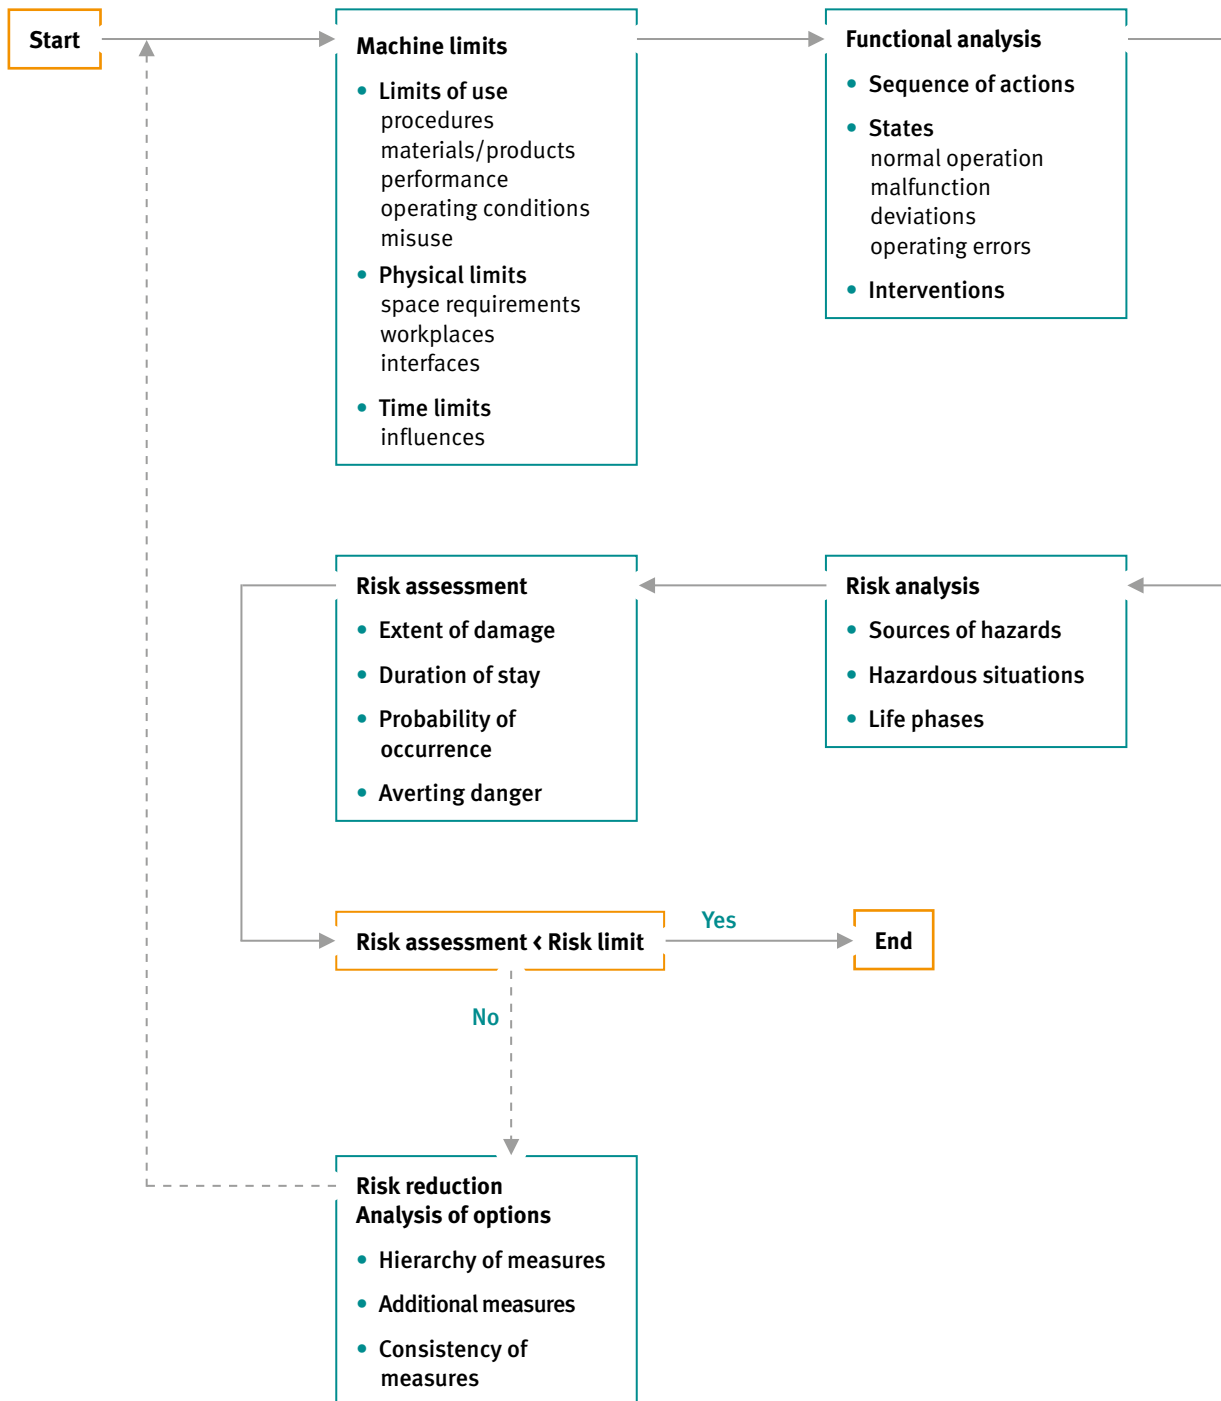 Start
Machine limits
• Limits of use
procedures
materials/products
performance
operating conditions
misuse
• Physical limits
space requirements
workplaces
interfaces
• Time limits
influences
Functional analysis
• Sequence of actions
• States
normal operation
malfunction
deviations
operating errors
• Interventions
Risk analysis
• Sources of hazards
• Hazardous situations
• Life phases
Risk assessment
• Extent of damage
• Duration of stay
• Probability of
occurrence
• Averting danger
Risk assessment < Risk limit
Yes
End
No
Risk reduction
Analysis of options
• Hierarchy of measures
• Additional measures
• Consistency of
measures